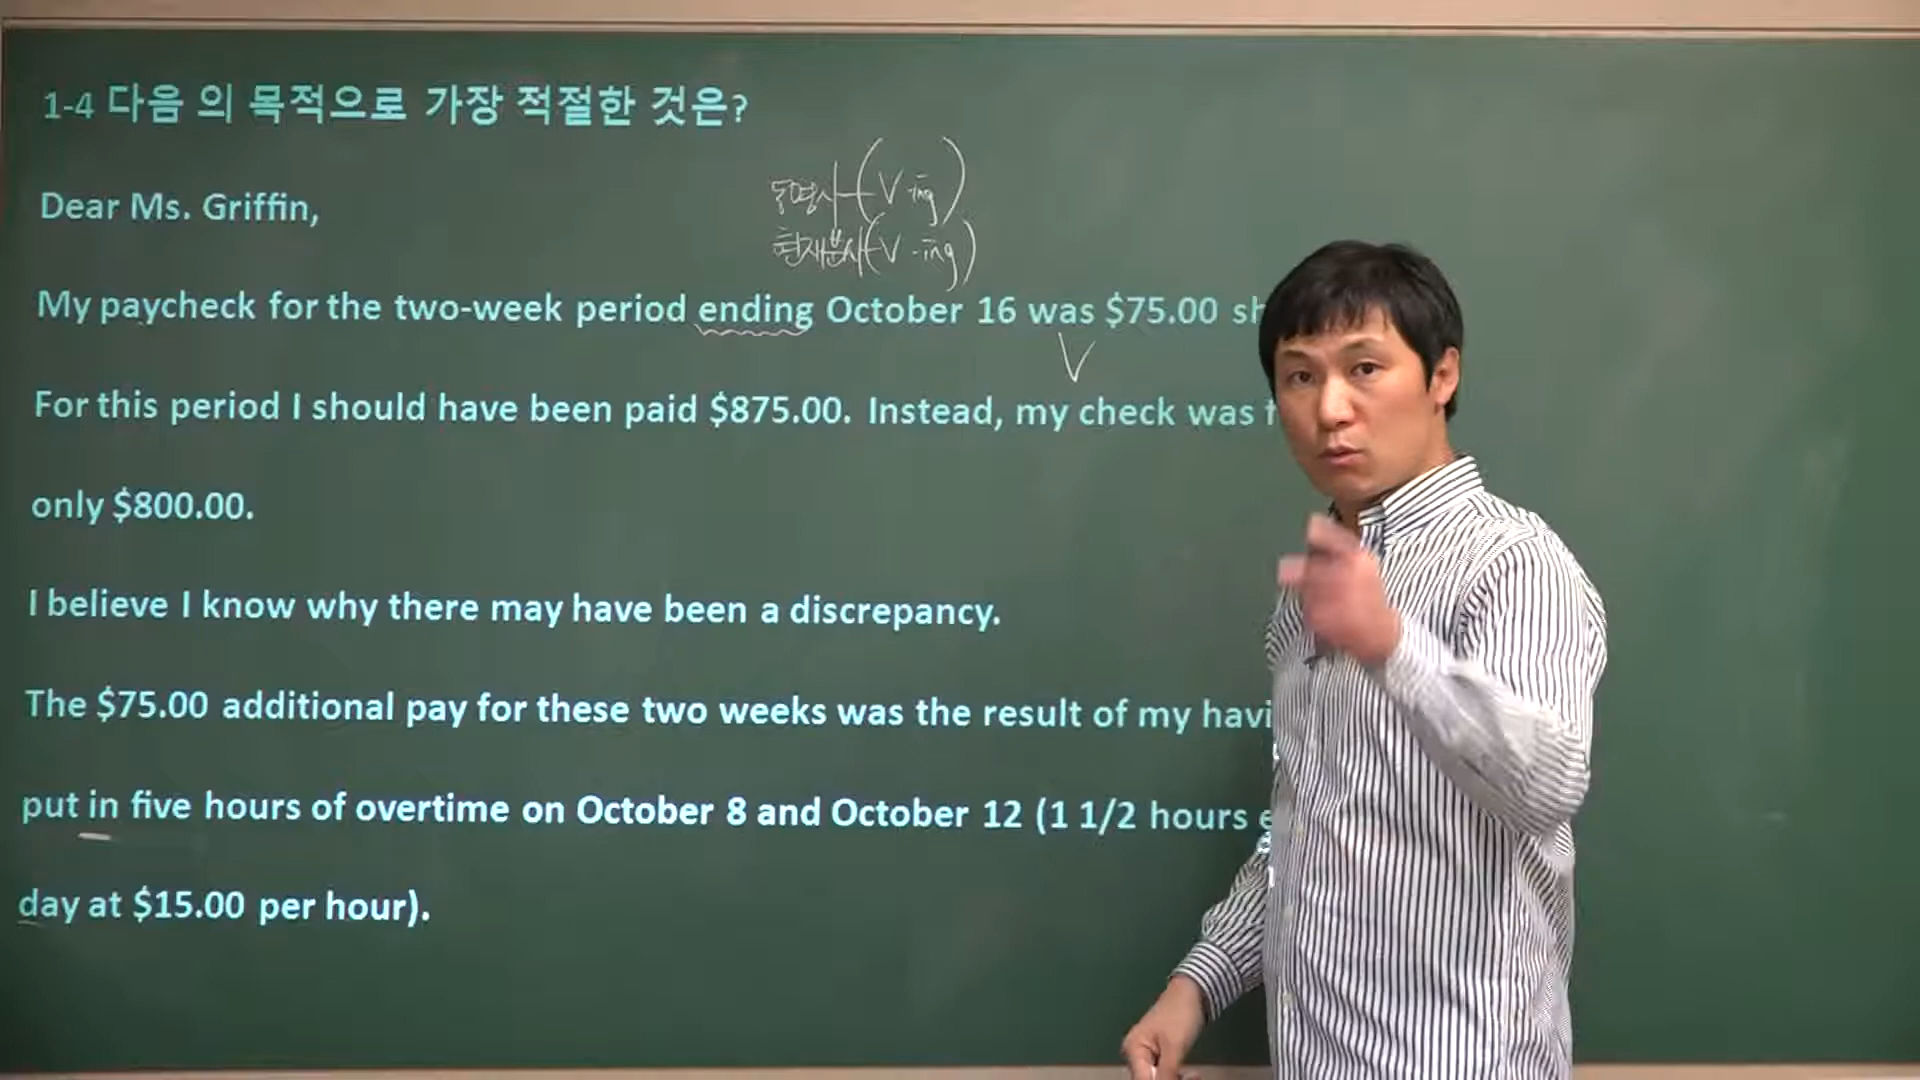 1-4 다음 의 목적으로 가장 적절한 것은?
동명사(V-ing)
Dear Ms. Griffin,
현재분사(V-ing)
My paycheck for the two-week period ending October 16 was $75.00
V
For this period I should have been paid $875.00. Instead, my check was
only $800.00.
I believe I know why there may have been a discrepancy.
The $75.00 additional pay for these two weeks was the result of my
put in five hours of overtime on October 8 and October 12 (1 1/2 hours
day at $15.00 per hour).